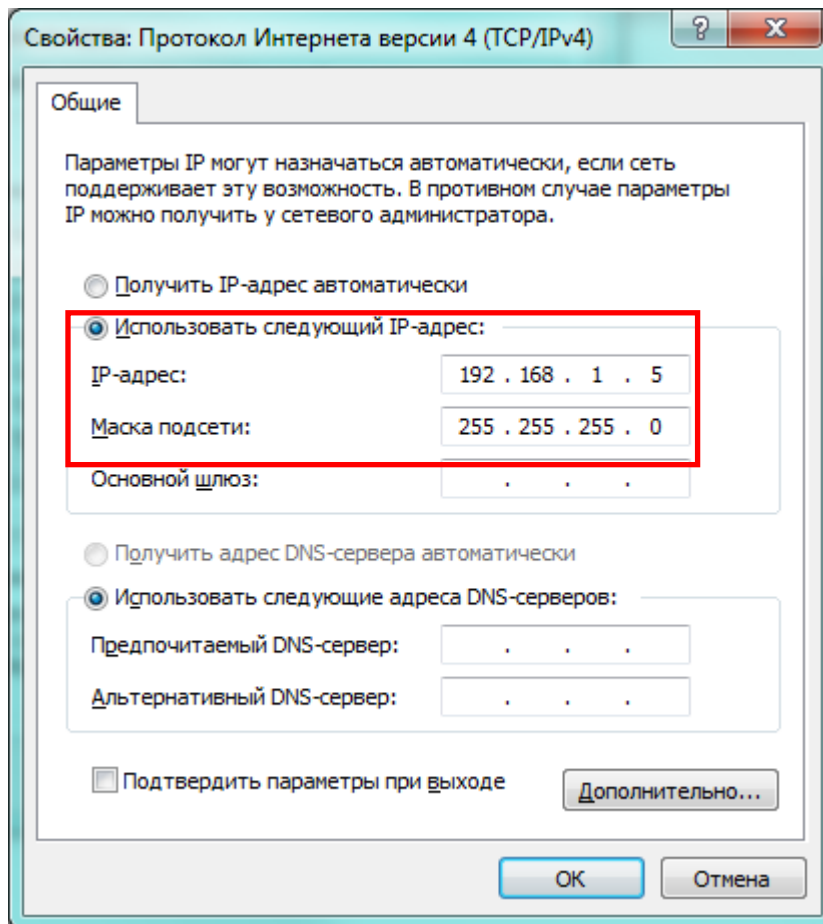 Свойства: Протокол Интернета версии 4 (TCP/IPv4)
Общие
Параметры IP могут назначаться автоматически, если сеть
поддерживает эту возможность. В противном случае параметры
IP можно получить у сетевого администратора.
Получить IP-адрес автоматически
Использовать следующий IP-адрес:
IP-адрес: 192 . 168 . 1 . 5
Маска подсети: 255 . 255 . 255 . 0
Основной шлюз: . . .
Получить адрес DNS-сервера автоматически
Использовать следующие адреса DNS-серверов:
Предпочитаемый DNS-сервер: . . .
Альтернативный DNS-сервер: . . .
Подтвердить параметры при выходе
Дополнительно...
ОК Отмена